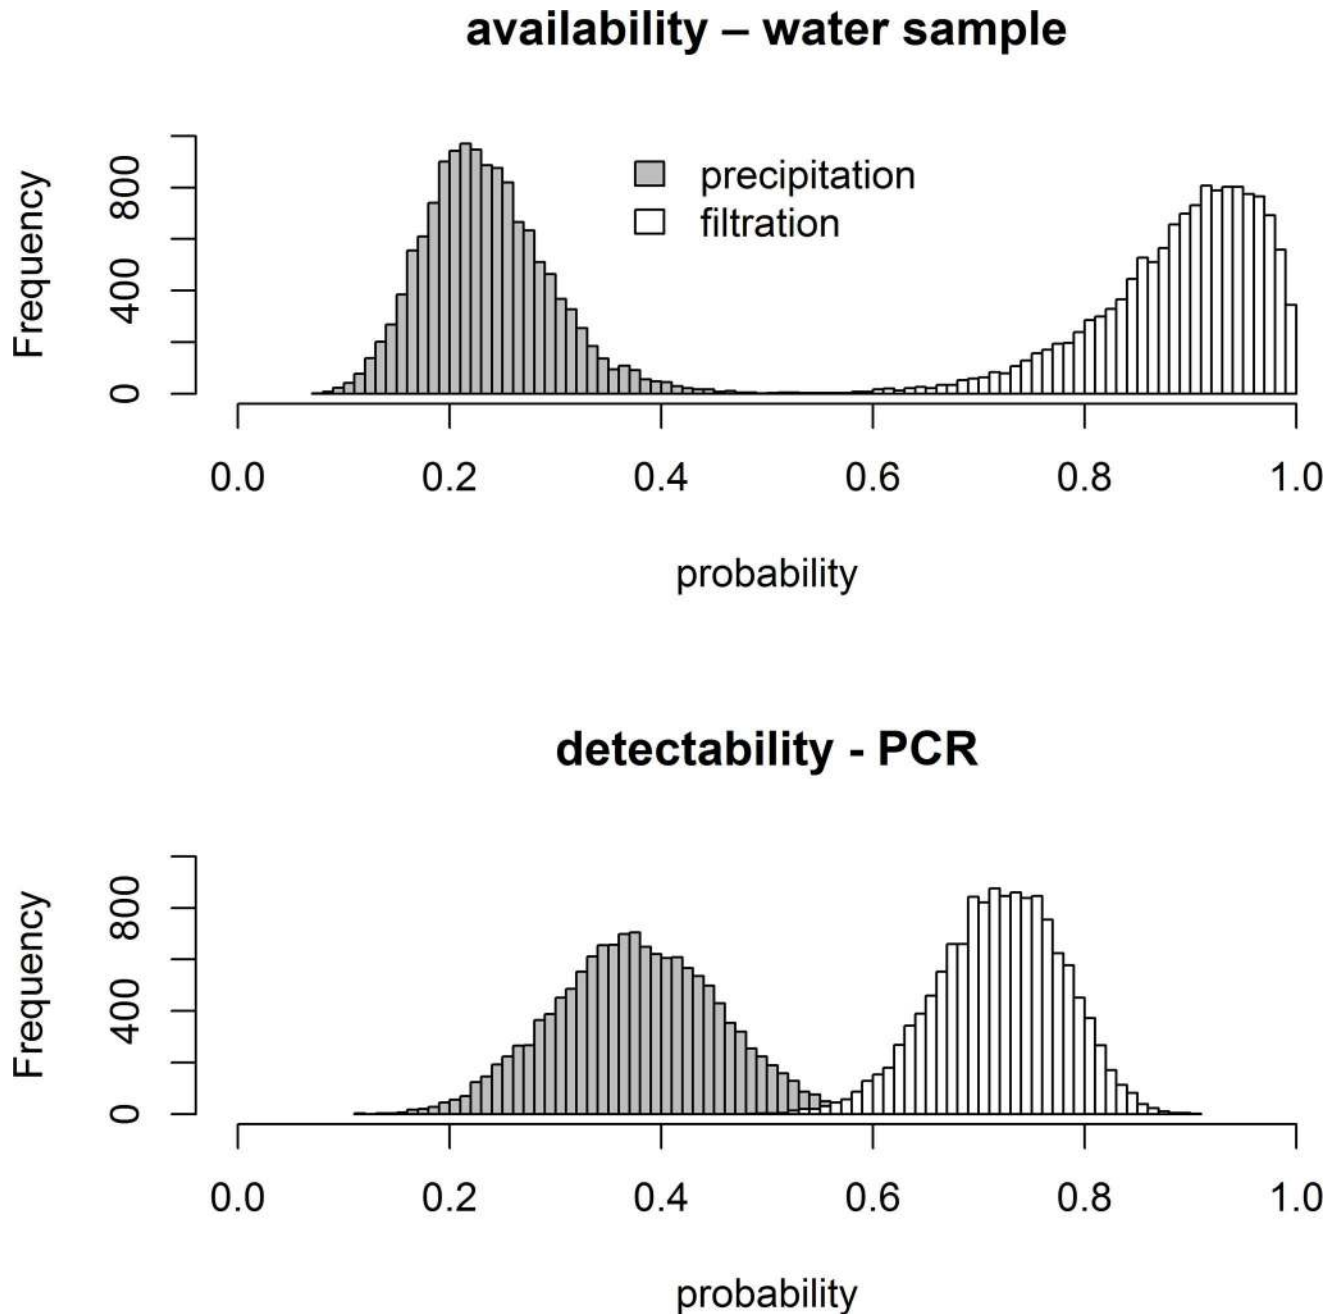 availability – water sample
Frequency
800
400
0
precipitation
filtration
0.0 0.2 0.4 0.6 0.8 1.0
probability
detectability - PCR
Frequency
800
400
0
0.0 0.2 0.4 0.6 0.8 1.0
probability